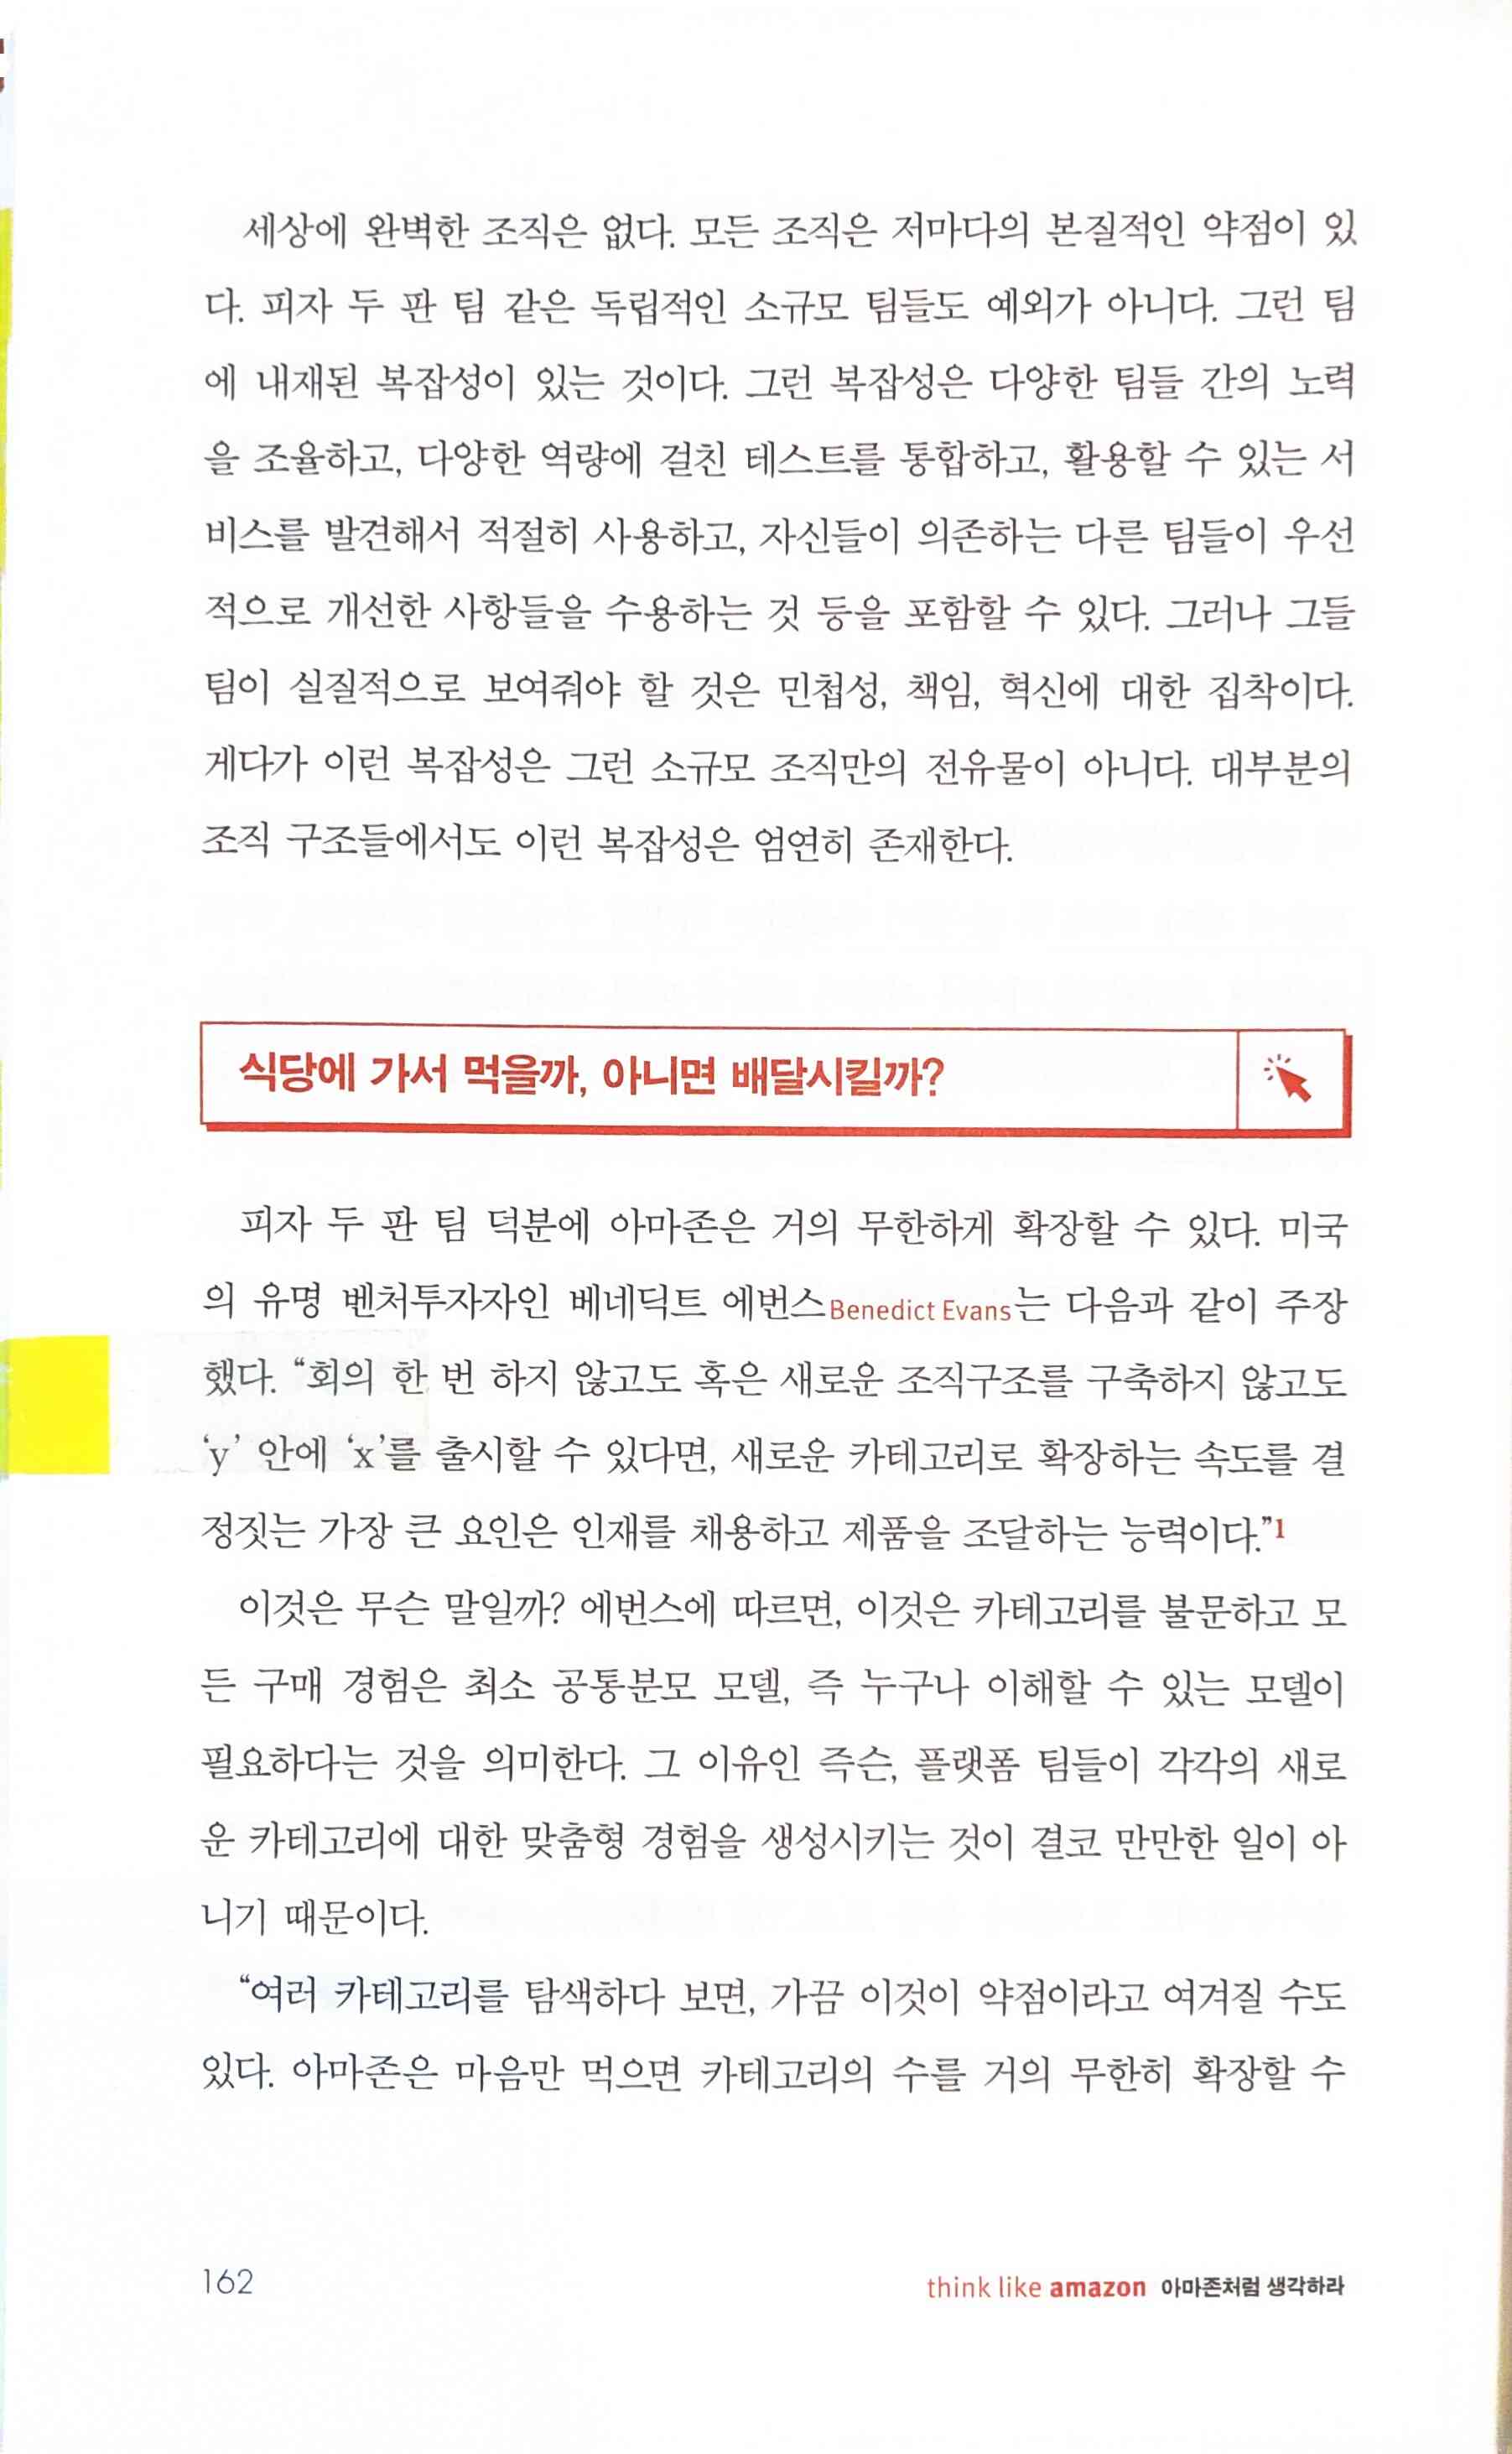 세상에 완벽한 조직은 없다. 모든 조직은 저마다의 본질적인 약점이 있
다. 피자 두 판 팀 같은 독립적인 소규모 팀들도 예외가 아니다. 그런 팀
에 내재된 복잡성이 있는 것이다. 그런 복잡성은 다양한 팀들 간의 노력
을 조율하고, 다양한 역량에 걸친 테스트를 통합하고, 활용할 수 있는 서
비스를 발견해서 적절히 사용하고, 자신들이 의존하는 다른 팀들이 우선
적으로 개선한 사항들을 수용하는 것 등을 포함할 수 있다. 그러나 그들
팀이 실질적으로 보여줘야 할 것은 민첩성, 책임, 혁신에 대한 집착이다.
게다가 이런 복잡성은 그런 소규모 조직만의 전유물이 아니다. 대부분의
조직 구조들에서도 이런 복잡성은 엄연히 존재한다.
식당에 가서 먹을까, 아니면 배달시킬까?
피자 두 판 팀 덕분에 아마존은 거의 무한하게 확장할 수 있다. 미국
의 유명 벤처투자자인 베네딕트 에번스Benedict Evans는 다음과 같이 주장
했다. “회의 한 번 하지 않고도 혹은 새로운 조직구조를 구축하지 않고도
‘y’ 안에 ‘x’를 출시할 수 있다면, 새로운 카테고리로 확장하는 속도를 결
정짓는 가장 큰 요인은 인재를 채용하고 제품을 조달하는 능력이다.”1
이것은 무슨 말일까? 에번스에 따르면, 이것은 카테고리를 불문하고 모
든 구매 경험은 최소 공통분모 모델, 즉 누구나 이해할 수 있는 모델이
필요하다는 것을 의미한다. 그 이유인 즉슨, 플랫폼 팀들이 각각의 새로
운 카테고리에 대한 맞춤형 경험을 생성시키는 것이 결코 만만한 일이 아
니기 때문이다.
“여러 카테고리를 탐색하다 보면, 가끔 이것이 약점이라고 여겨질 수도
있다. 아마존은 마음만 먹으면 카테고리의 수를 거의 무한히 확장할 수
162
think like amazon 아마존처럼 생각하라